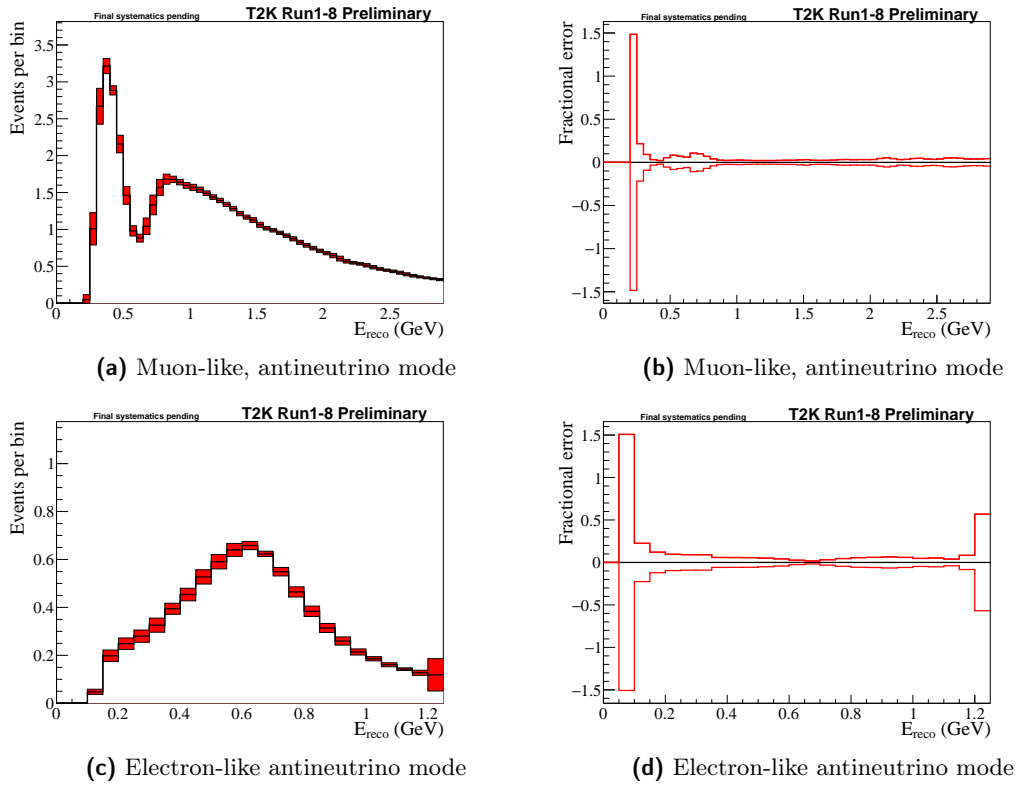 Final systematics pending T2K Run1-8 Preliminary
Events per bin
3.5
3
2.5
2
1.5
1
0.5
0
0 0.5 1 1.5 2 2.5
E_reco (GeV)
(a) Muon-like, antineutrino mode
Final systematics pending T2K Run1-8 Preliminary
Fractional error
1.5
1
0.5
0
−0.5
−1
−1.5
0 0.5 1 1.5 2 2.5
E_reco (GeV)
(b) Muon-like, antineutrino mode
Final systematics pending T2K Run1-8 Preliminary
Events per bin
1
0.8
0.6
0.4
0.2
0
0 0.2 0.4 0.6 0.8 1 1.2
E_reco (GeV)
(c) Electron-like antineutrino mode
Final systematics pending T2K Run1-8 Preliminary
Fractional error
1.5
1
0.5
0
−0.5
−1
−1.5
0 0.2 0.4 0.6 0.8 1 1.2
E_reco (GeV)
(d) Electron-like antineutrino mode